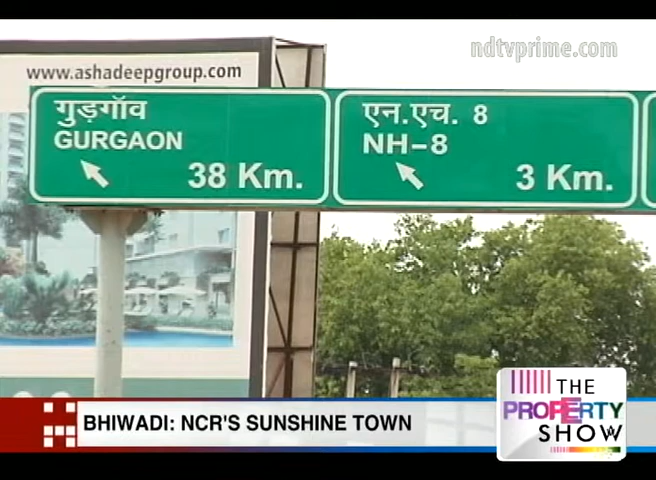 ndtvprime.com
www.ashadeepgroup.com
गुड़गॉव
GURGAON
38 Km.
एन.एच. 8
NH-8
3 Km.
BHIWADI: NCR'S SUNSHINE TOWN
THE
PROPERTY
SHOW